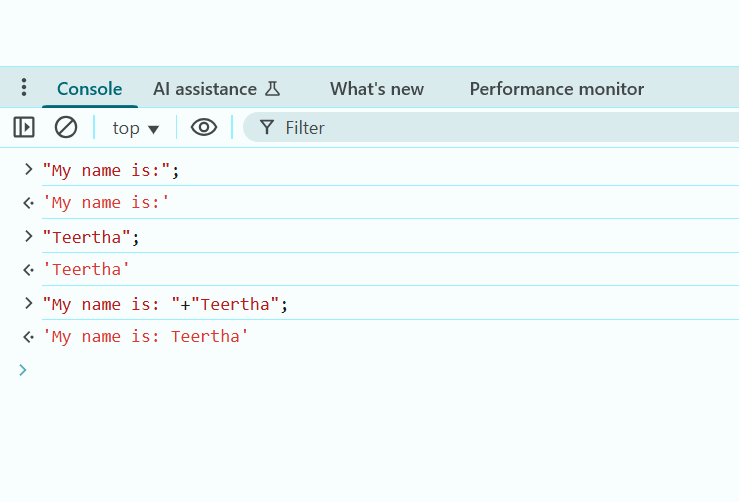 Console AI assistance What's new Performance monitor
top Filter
"My name is:";
'My name is:'
"Teertha";
'Teertha'
"My name is: "+"Teertha";
'My name is: Teertha'